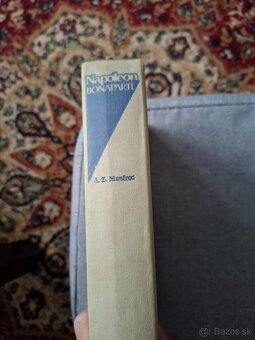 Napoleon
BONAPARTE
A. Z. Manfred
© Bazos.sk